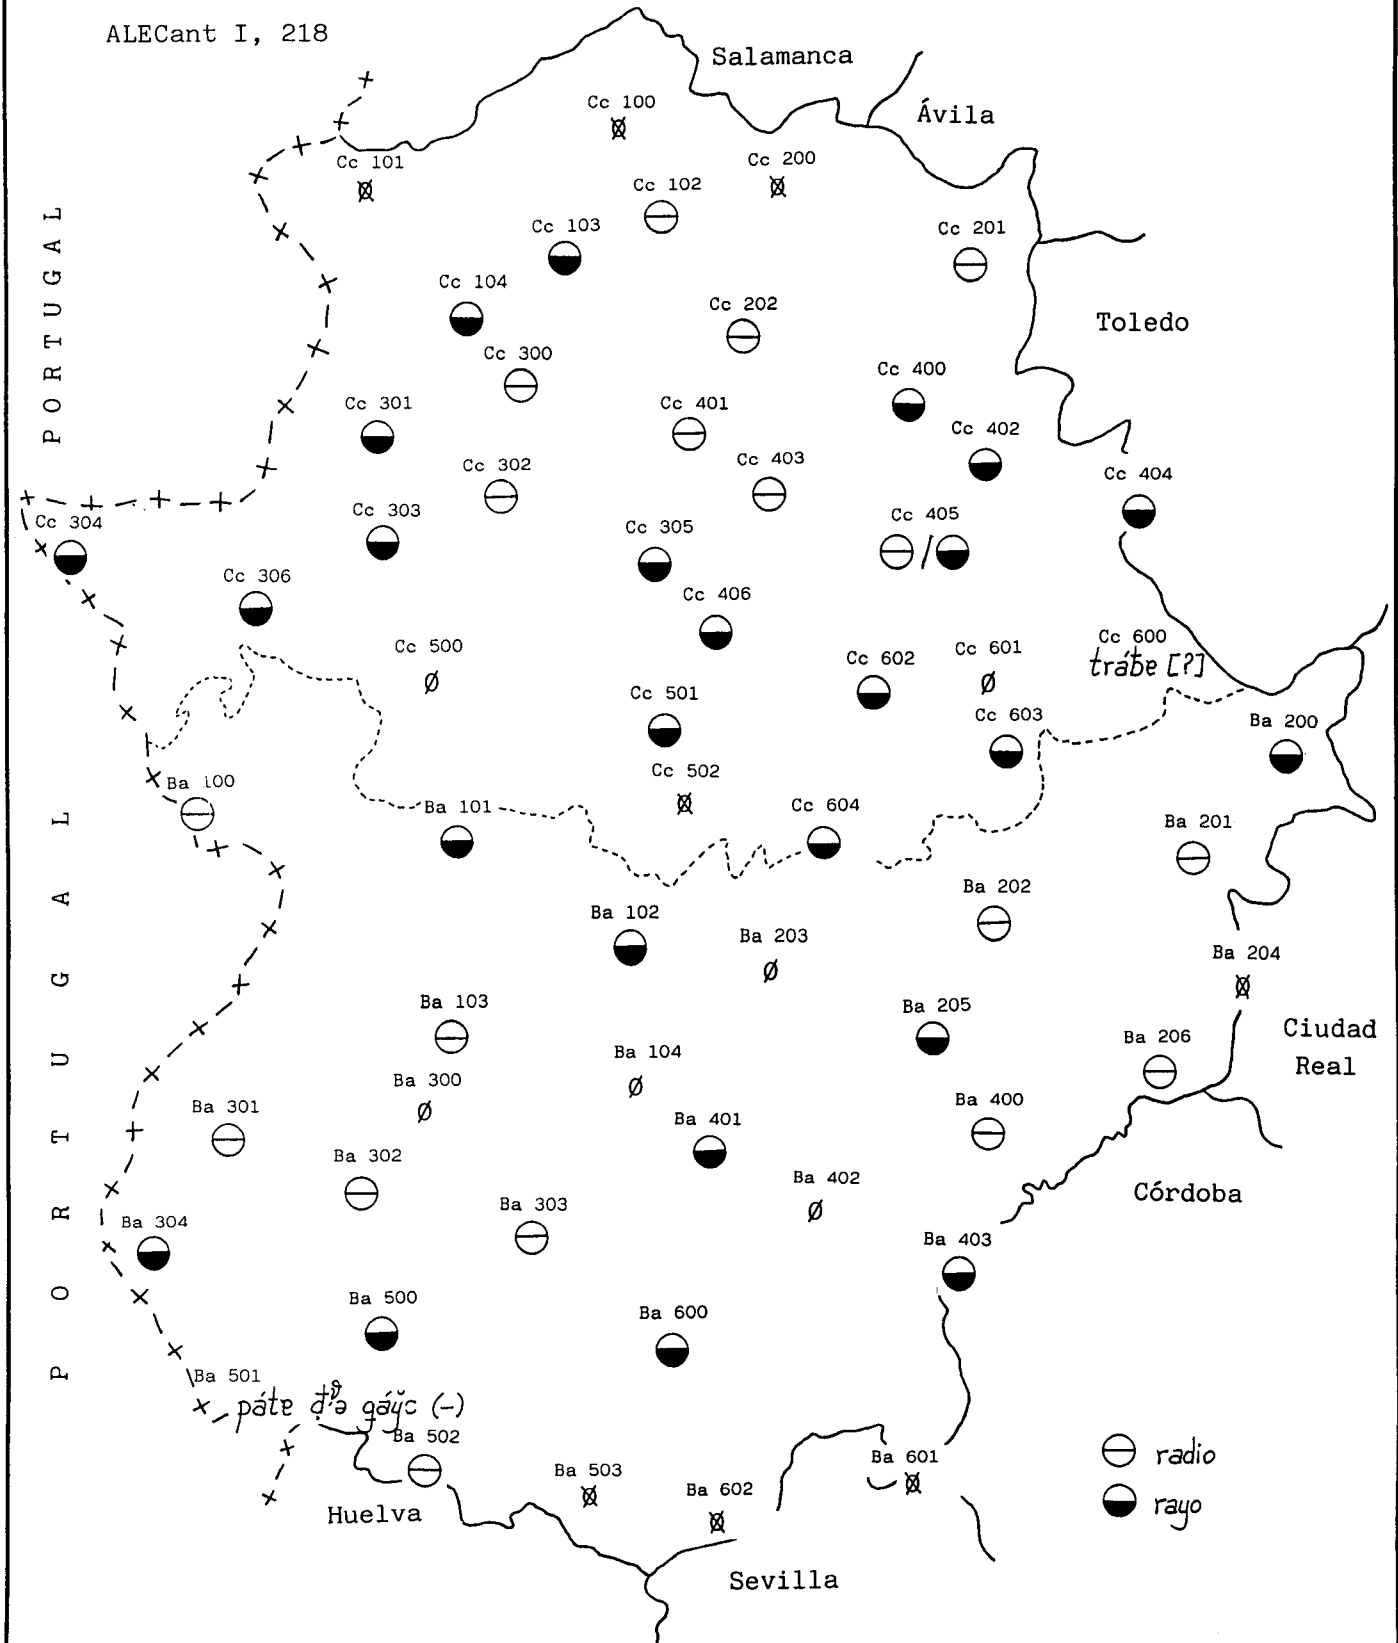 ALECant I, 218
Salamanca
Ávila
Cc 100
Cc 101
Cc 200
Cc 102
Cc 103
Cc 201
Cc 104
Cc 202
Toledo
PORTUGAL
Cc 300
Cc 400
Cc 301
Cc 401
Cc 402
Cc 302
Cc 403
Cc 404
Cc 304
Cc 303
Cc 305
Cc 405
/
Cc 306
Cc 406
Cc 500
Cc 602
Cc 601
Cc 600
trábe [?]
Cc 501
Cc 603
Ba 200
Cc 502
Ba 100
Ba 101
Cc 604
Ba 201
PORTUGAL
Ba 202
Ba 102
Ba 203
Ba 204
Ba 103
Ba 205
Ciudad
Real
Ba 206
Ba 104
Ba 300
Ba 301
Ba 401
Ba 400
Ba 302
Ba 402
Córdoba
Ba 303
Ba 304
Ba 403
Ba 500
Ba 600
Ba 501
(-)
Ba 502
Ba 503
Ba 601
Ba 602
radio
rayo
Huelva
Sevilla